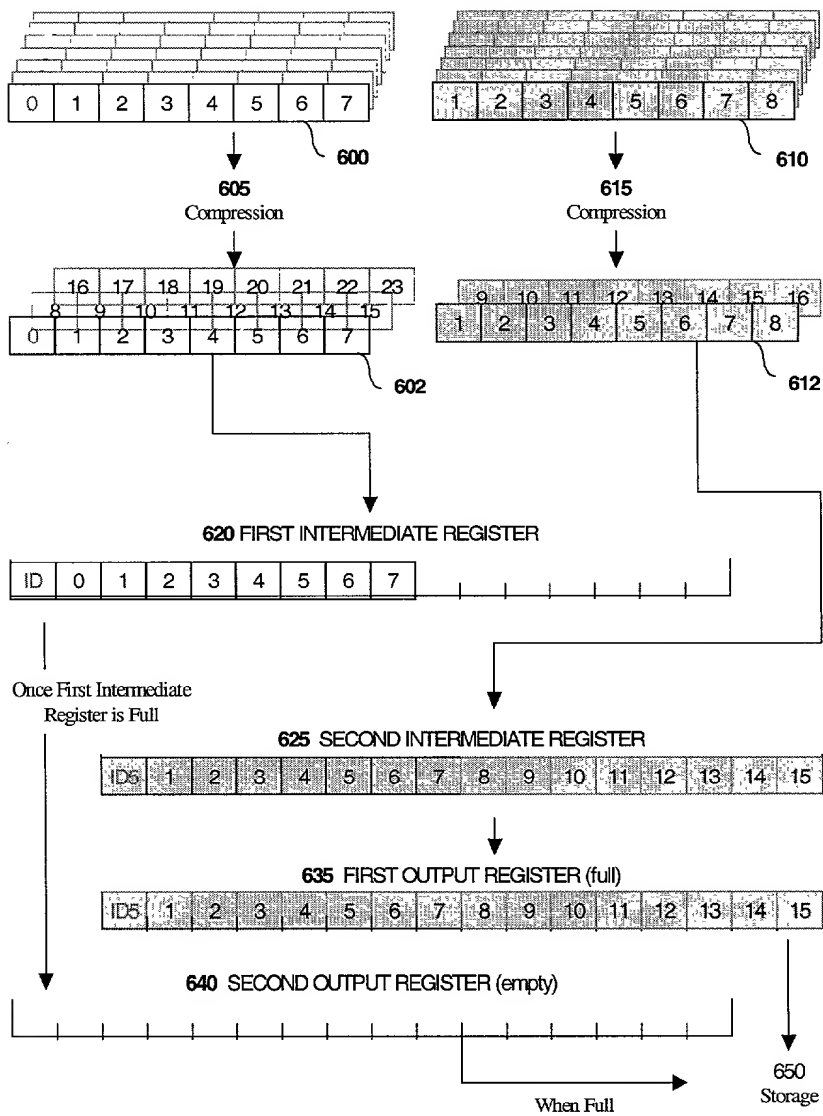 0 1 2 3 4 5 6 7
1 2 3 4 5 6 7 8
600
610
605
Compression
615
Compression
16 17 18 19 20 21 22 23
8 9 10 11 12 13 14 15
0 1 2 3 4 5 6 7
9 10 11 12 13 14 15 16
1 2 3 4 5 6 7 8
602
612
620 FIRST INTERMEDIATE REGISTER
ID 0 1 2 3 4 5 6 7
Once First Intermediate
Register is Full
625 SECOND INTERMEDIATE REGISTER
ID5 1 2 3 4 5 6 7 8 9 10 11 12 13 14 15
635 FIRST OUTPUT REGISTER (full)
ID5 1 2 3 4 5 6 7 8 9 10 11 12 13 14 15
640 SECOND OUTPUT REGISTER (empty)
650
Storage
When Full